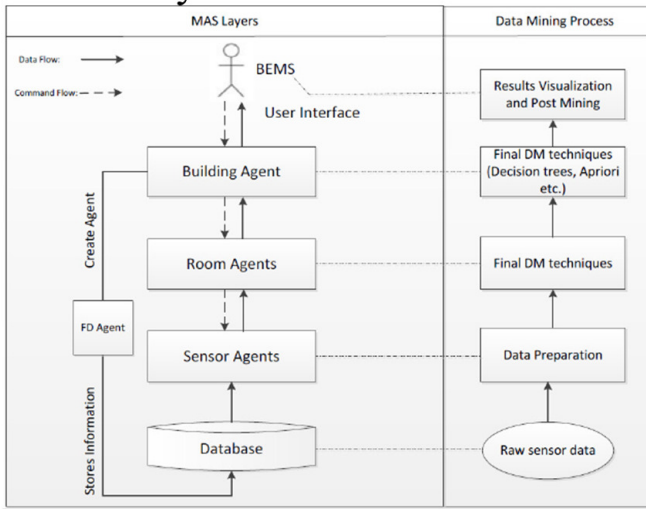 MAS Layers
Data Mining Process
Data Flow:
Command Flow:
BEMS
User Interface
Results Visualization
and Post Mining
Building Agent
Final DM techniques
(Decision trees, Apriori
etc.)
Create Agent
Room Agents
Final DM techniques
FD Agent
Sensor Agents
Data Preparation
Stores Information
Database
Raw sensor data